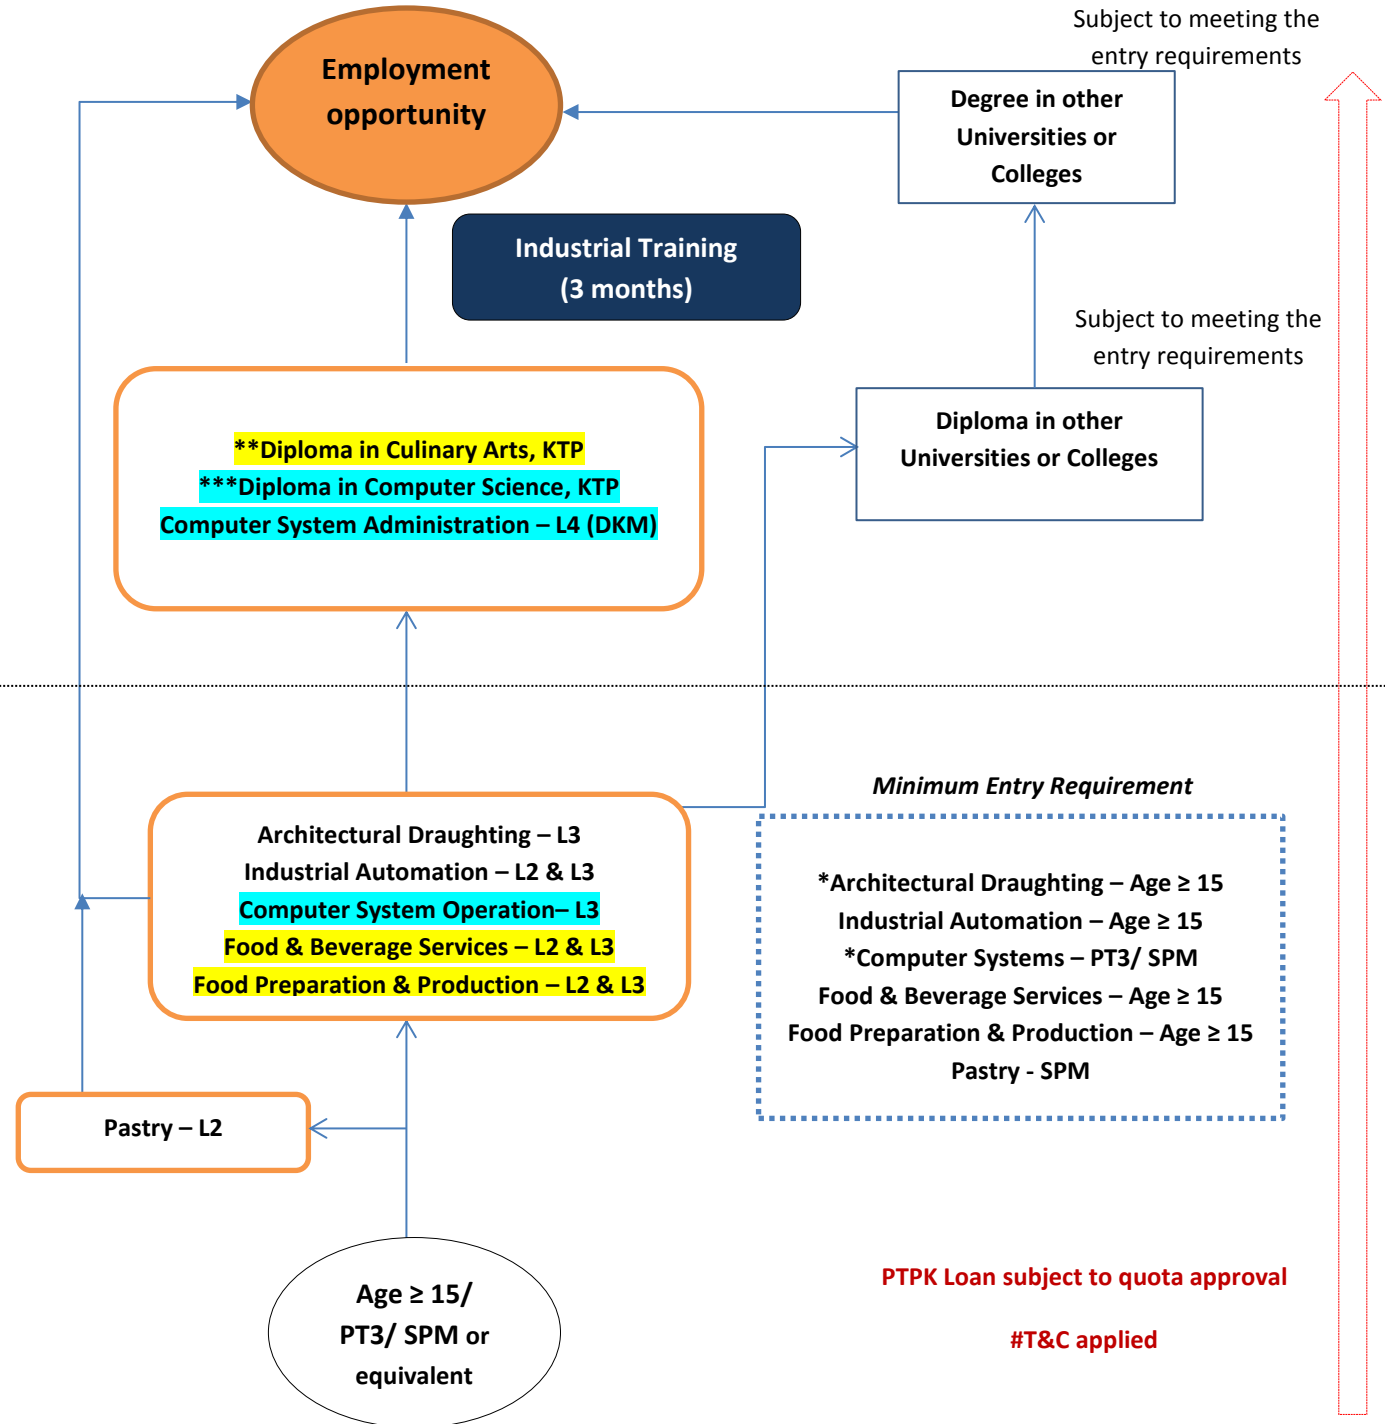 Subject to meeting the
entry requirements
Employment
opportunity
Degree in other
Universities or
Colleges
Industrial Training
(3 months)
Subject to meeting the
entry requirements
**Diploma in Culinary Arts, KTP
***Diploma in Computer Science, KTP
Computer System Administration – L4 (DKM)
Diploma in other
Universities or Colleges
Minimum Entry Requirement
Architectural Draughting – L3
Industrial Automation – L2 & L3
Computer System Operation– L3
Food & Beverage Services – L2 & L3
Food Preparation & Production – L2 & L3
*Architectural Draughting – Age ≥ 15
Industrial Automation – Age ≥ 15
*Computer Systems – PT3/ SPM
Food & Beverage Services – Age ≥ 15
Food Preparation & Production – Age ≥ 15
Pastry - SPM
Pastry – L2
Age ≥ 15/
PT3/ SPM or
equivalent
PTPK Loan subject to quota approval
#T&C applied